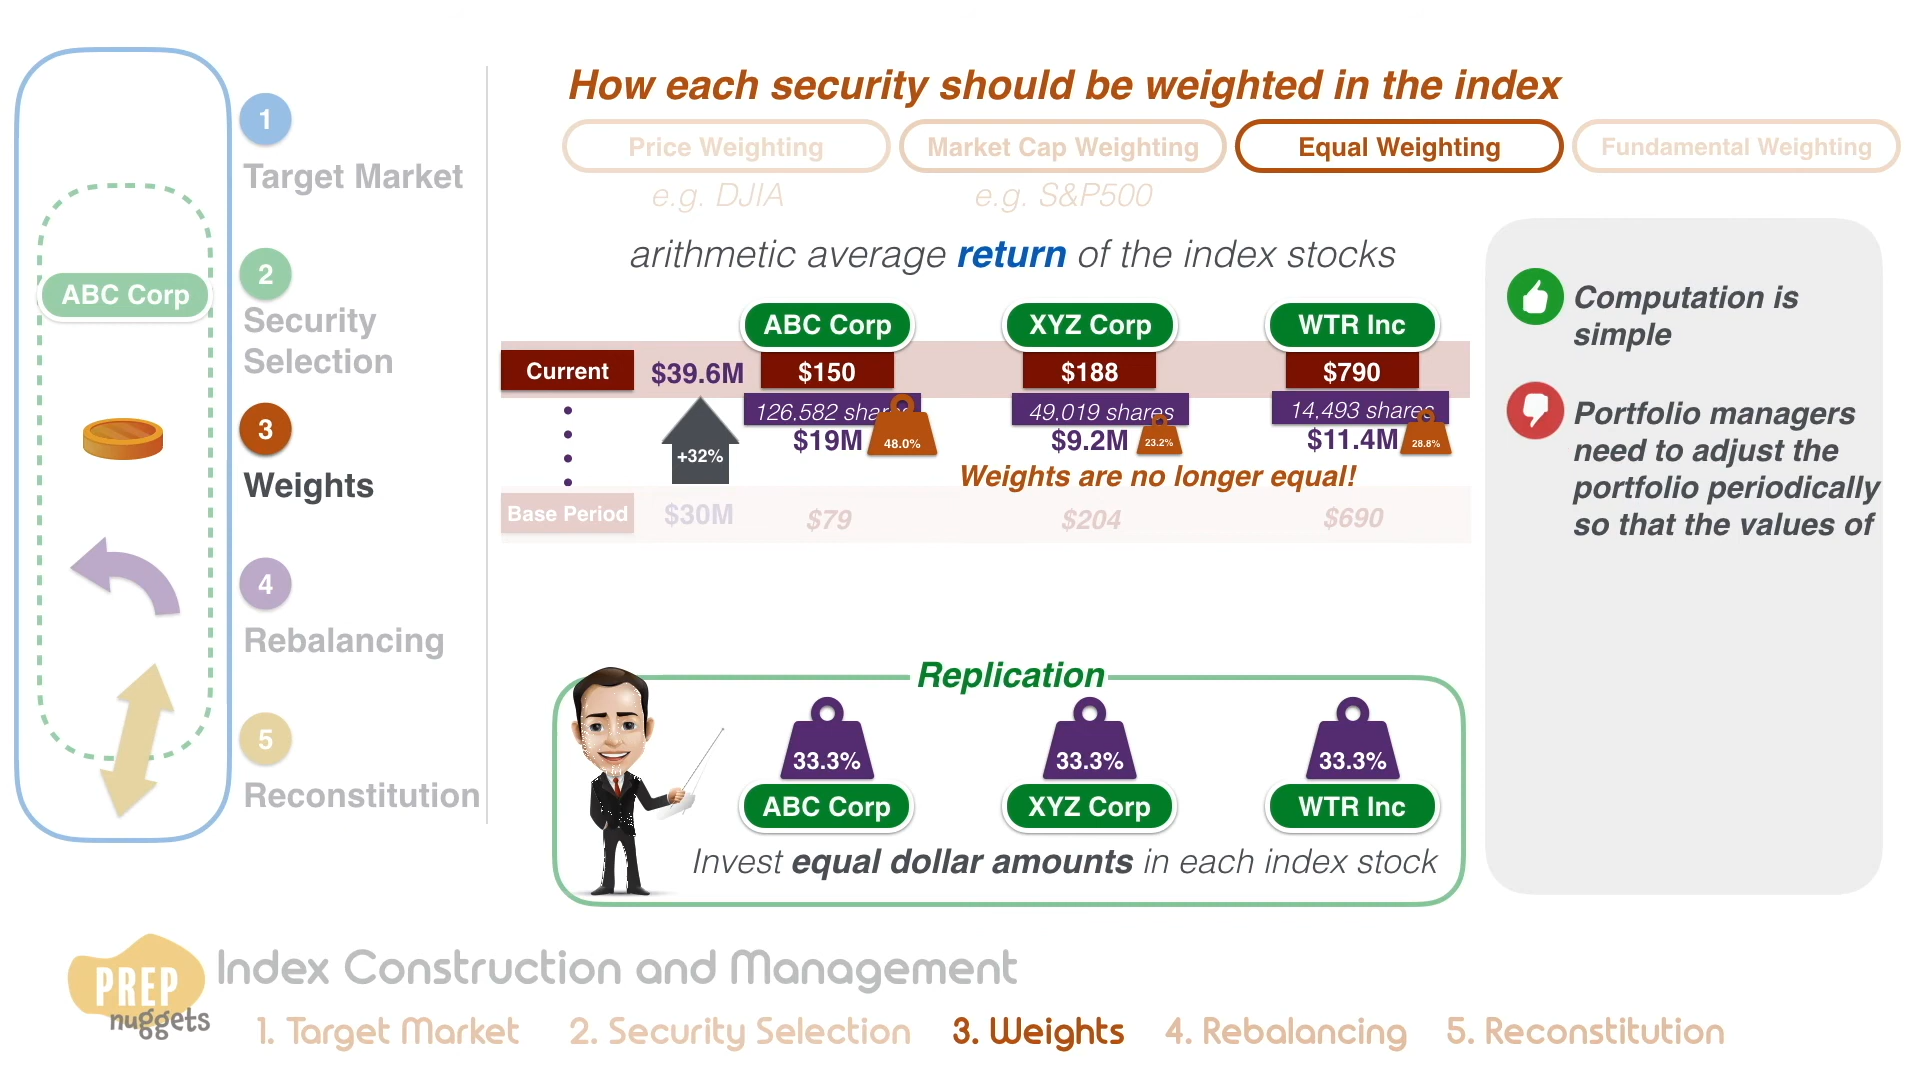 How each security should be weighted in the index
Price Weighting
Market Cap Weighting
Equal Weighting
Fundamental Weighting
e.g. DJIA
e.g. S&P500
arithmetic average return of the index stocks
1
Target Market
2
Security
Selection
3
Weights
4
Rebalancing
5
Reconstitution
ABC Corp
ABC Corp
XYZ Corp
WTR Inc
Current
$39.6M
$150
$188
$790
126,582 shares
49,019 shares
14,493 shares
$19M
48.0%
$9.2M
23.2%
$11.4M
28.8%
+32%
Weights are no longer equal!
Base Period
$30M
$79
$204
$690
Computation is
simple
Portfolio managers
need to adjust the
portfolio periodically
so that the values of
Replication
33.3%
33.3%
33.3%
ABC Corp
XYZ Corp
WTR Inc
Invest equal dollar amounts in each index stock
PREP
nuggets
Index Construction and Management
1. Target Market
2. Security Selection
3. Weights
4. Rebalancing
5. Reconstitution